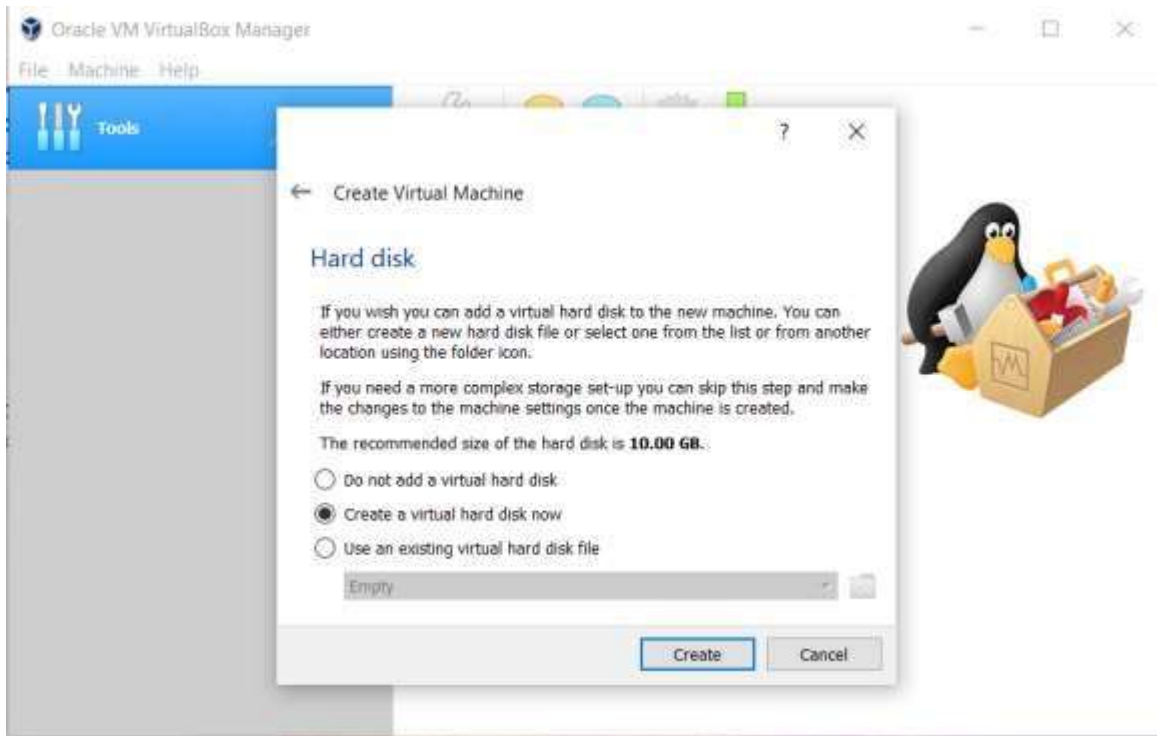 Oracle VM VirtualBox Manager
File Machine Help
Tools
?
Create Virtual Machine
Hard disk
If you wish you can add a virtual hard disk to the new machine. You can
either create a new hard disk file or select one from the list or from another
location using the folder icon.
If you need a more complex storage set-up you can skip this step and make
the changes to the machine settings once the machine is created.
The recommended size of the hard disk is 10.00 GB.
Do not add a virtual hard disk
Create a virtual hard disk now
Use an existing virtual hard disk file
Empty
Create Cancel